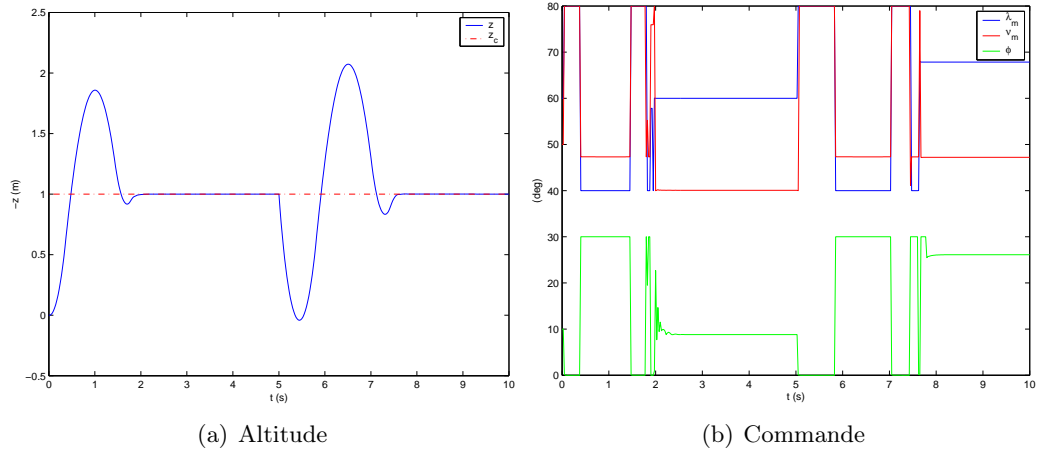 2.5
2
1.5
1
0.5
0
−0.5
−z (m)
0 1 2 3 4 5 6 7 8 9 10
t (s)
z
z_c
(a) Altitude
80
70
60
50
40
30
20
10
0
(deg)
0 1 2 3 4 5 6 7 8 9 10
t (s)
λ_m
ν_m
φ
(b) Commande